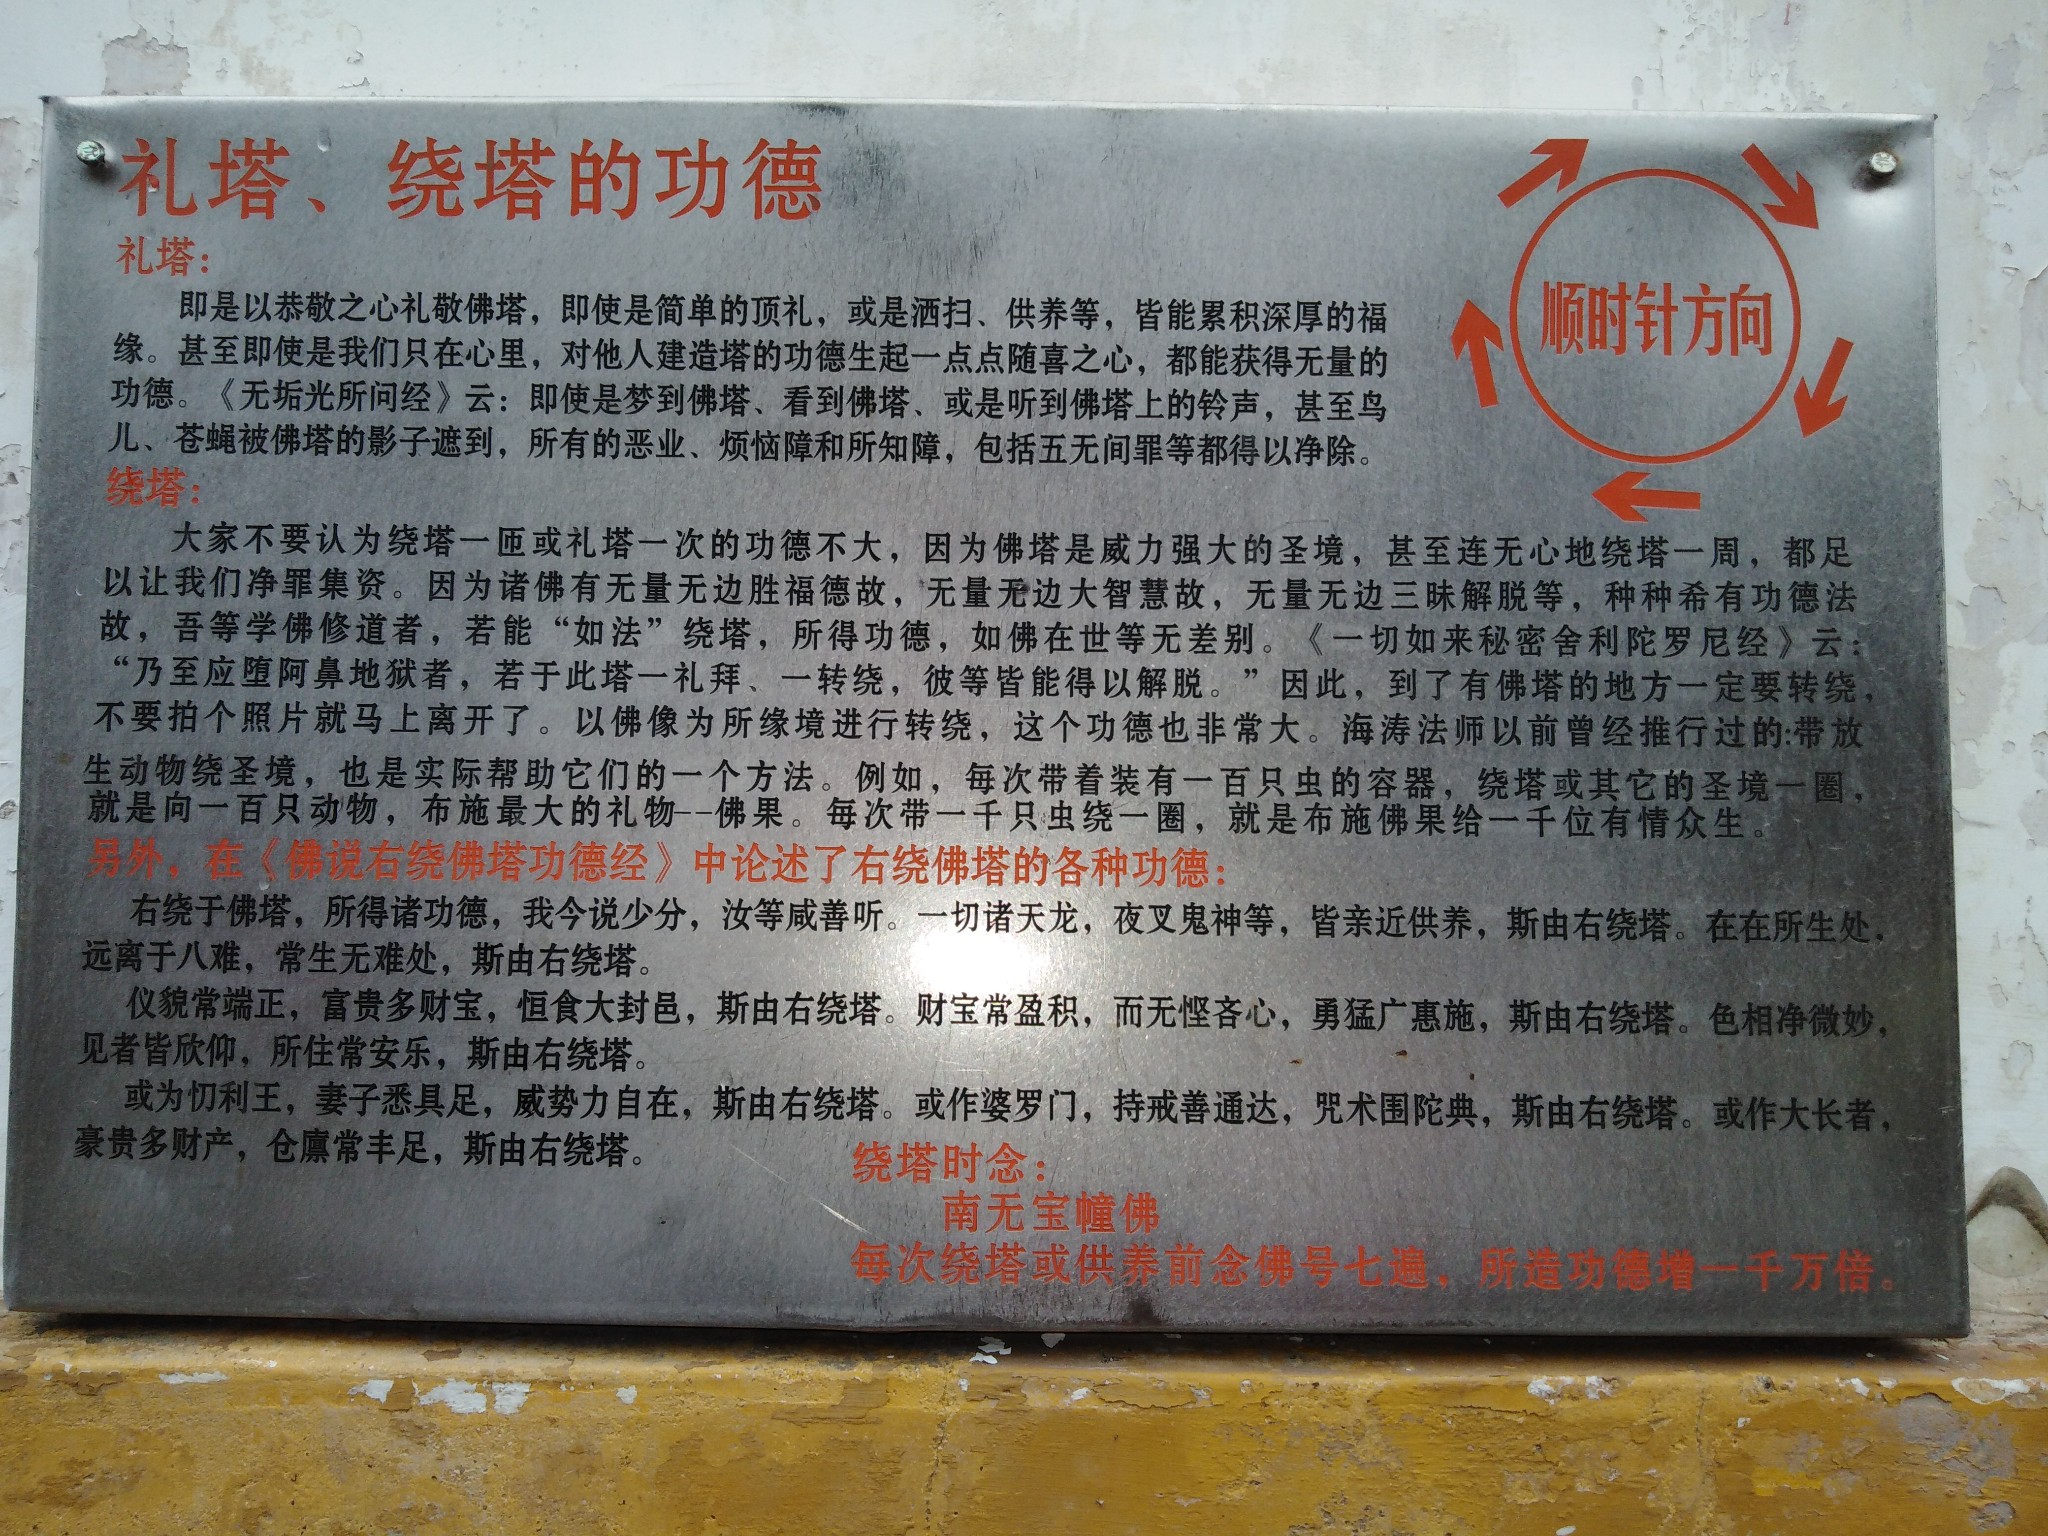 礼塔、绕塔的功德
顺时针方向
礼塔：
即是以恭敬之心礼敬佛塔，即使是简单的顶礼，或是洒扫、供养等，皆能累积深厚的福
缘。甚至即使是我们只在心里，对他人建造塔的功德生起一点点随喜之心，都能获得无量的
功德。《无垢光所问经》云：即使是梦到佛塔、看到佛塔、或是听到佛塔上的铃声，甚至鸟
儿、苍蝇被佛塔的影子遮到，所有的恶业、烦恼障和所知障，包括五无间罪等都得以净除。
绕塔：
大家不要认为绕塔一匝或礼塔一次的功德不大，因为佛塔是威力强大的圣境，甚至连无心地绕塔一周，都足
以让我们净罪集资。因为诸佛有无量无边胜福德故，无量无边大智慧故，无量无边三昧解脱等，种种希有功德法
故，吾等学佛修道者，若能“如法”绕塔，所得功德，如佛在世等无差别。《一切如来秘密舍利陀罗尼经》云：
“乃至应堕阿鼻地狱者，若于此塔一礼拜、一转绕，彼等皆能得以解脱。”因此，到了有佛塔的地方一定要转绕，
不要拍个照片就马上离开了。以佛像为所缘境进行转绕，这个功德也非常大。海涛法师以前曾经推行过的:带放
生动物绕圣境，也是实际帮助它们的一个方法。例如，每次带着装有一百只虫的容器，绕塔或其它的圣境一圈，
就是向一百只动物，布施最大的礼物--佛果。每次带一千只虫绕一圈，就是布施佛果给一千位有情众生。
另外，在《佛说右绕佛塔功德经》中论述了右绕佛塔的各种功德：
右绕于佛塔，所得诸功德，我今说少分，汝等咸善听。一切诸天龙，夜叉鬼神等，皆亲近供养，斯由右绕塔。在在所生处，
远离于八难，常生无难处，斯由右绕塔。
仪貌常端正，富贵多财宝，恒食大封邑，斯由右绕塔。财宝常盈积，而无悭吝心，勇猛广惠施，斯由右绕塔。色相净微妙，
见者皆欣仰，所住常安乐，斯由右绕塔。
或为忉利王，妻子悉具足，威势力自在，斯由右绕塔。或作婆罗门，持戒善通达，咒术围陀典，斯由右绕塔。或作大长者，
豪贵多财产，仓廪常丰足，斯由右绕塔。
绕塔时念：
南无宝幢佛
每次绕塔或供养前念佛号七遍、所造功德增一千万倍。